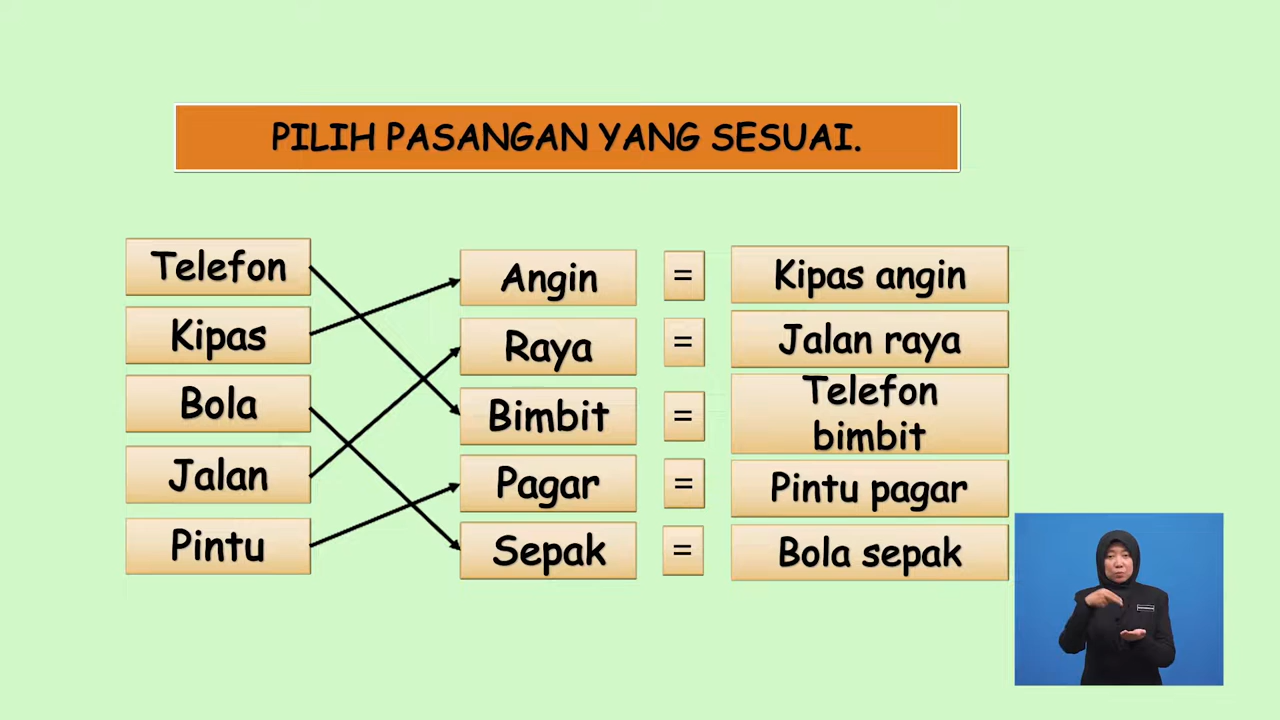 PILIH PASANGAN YANG SESUAI.
Telefon
Angin
=
Kipas angin
Kipas
Raya
=
Jalan raya
Bola
Bimbit
=
Telefon
bimbit
Jalan
Pagar
=
Pintu pagar
Pintu
Sepak
=
Bola sepak